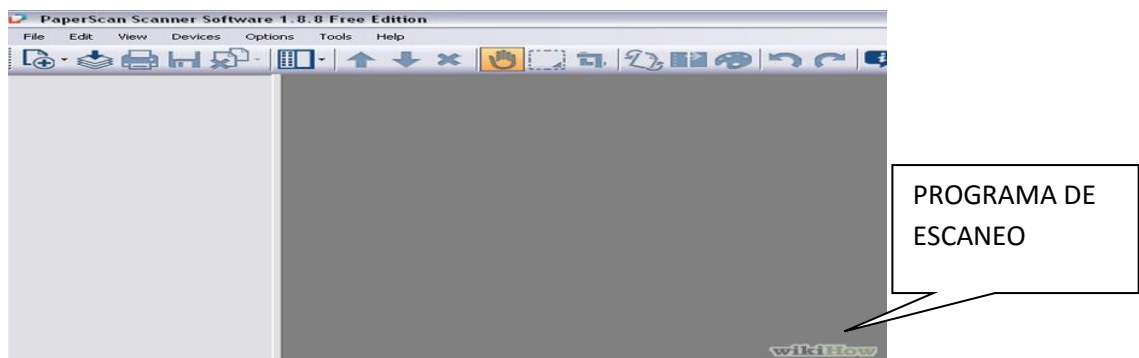 PaperScan Scanner Software 1.8.8 Free Edition
File Edit View Devices Options Tools Help
PROGRAMA DE
ESCANEO
wikiHow